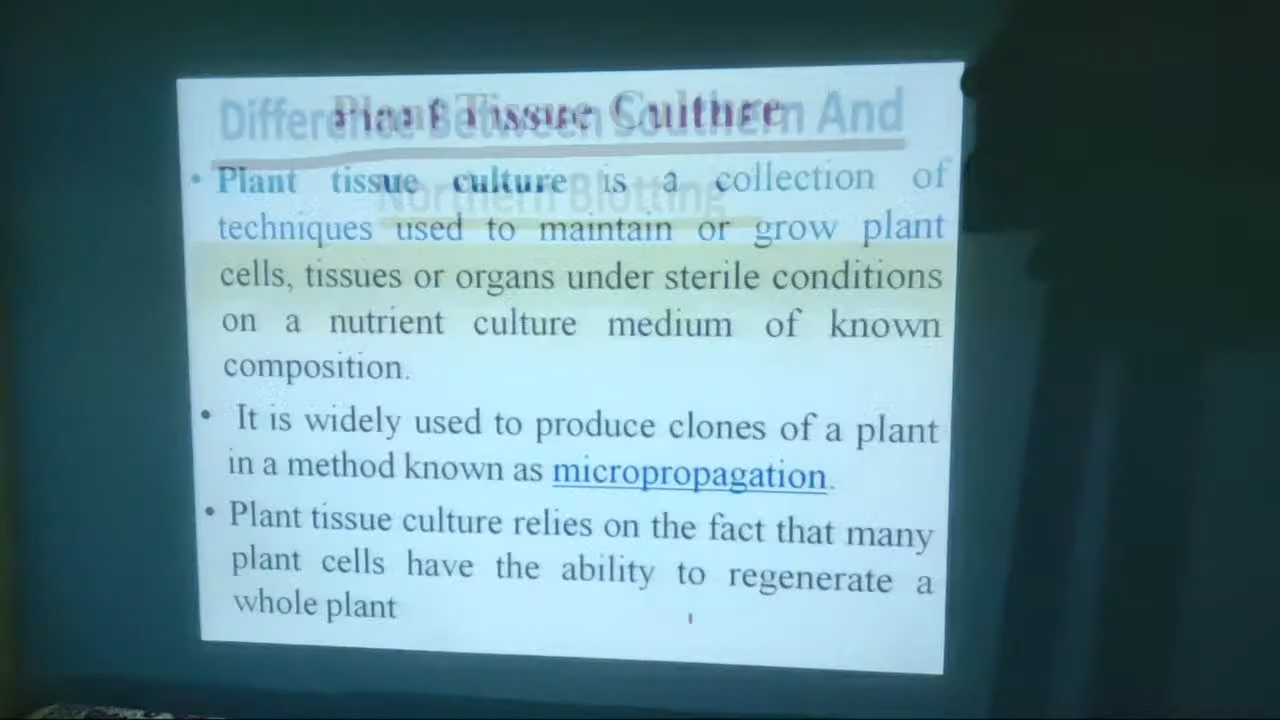 Difference Between Southern And
Northern Blotting
Plant Tissue Culture
• Plant tissue culture is a collection of
techniques used to maintain or grow plant
cells, tissues or organs under sterile conditions
on a nutrient culture medium of known
composition.
• It is widely used to produce clones of a plant
in a method known as micropropagation.
• Plant tissue culture relies on the fact that many
plant cells have the ability to regenerate a
whole plant